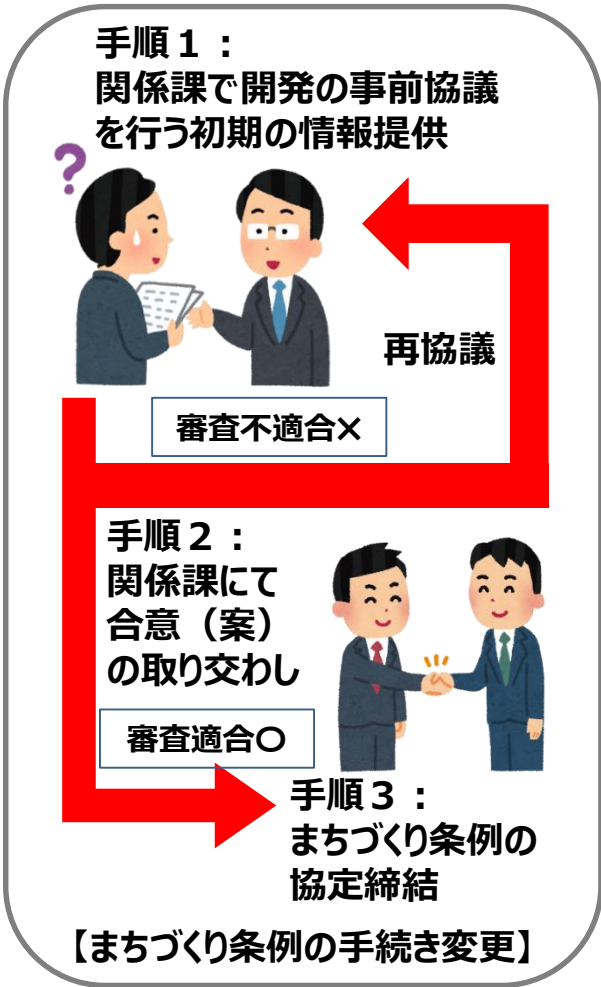 手順１：
関係課で開発の事前協議
を行う初期の情報提供
?
再協議
審査不適合×
手順２：
関係課にて
合意（案）
の取り交わし
審査適合〇
手順３：
まちづくり条例の
協定締結
【まちづくり条例の手続き変更】